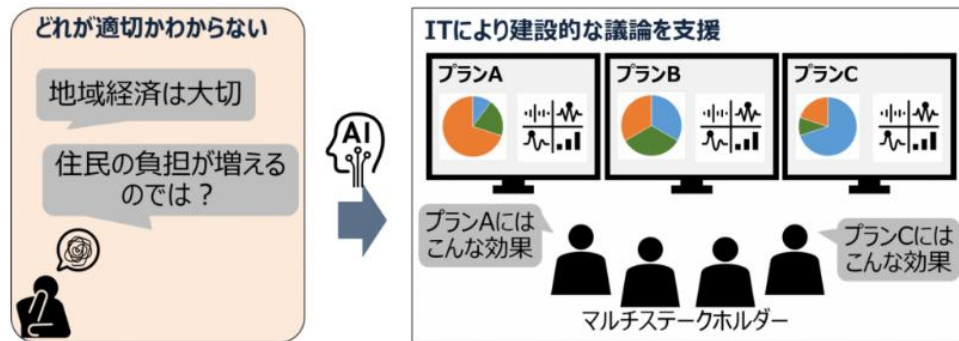 どれが適切かわからない
地域経済は大切
住民の負担が増える
のでは？
AI
ITにより建設的な議論を支援
プランA
プランB
プランC
プランAには
こんな効果
プランCには
こんな効果
マルチステークホルダー